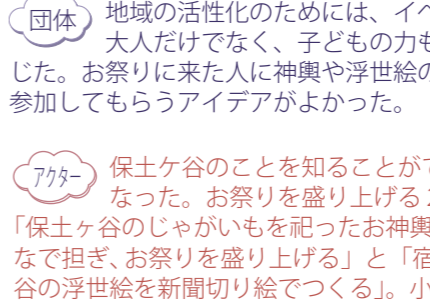 団体
地域の活性化のためには、イベ
大人だけでなく、子どもの力も
じた。お祭りに来た人に神輿や浮世絵の
参加してもらうアイデアがよかった。
アクター
保土ケ谷のことを知ることがで
なった。お祭りを盛り上げる
「保土ヶ谷のじゃがいもを祀ったお神輿
なで担ぎ、お祭りを盛り上げる」と「宿
谷の浮世絵を新聞切り絵でつくる」。小